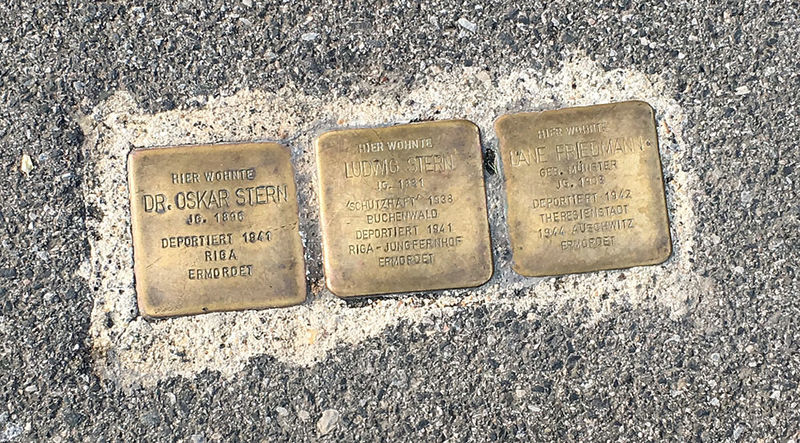 HIER WOHNTE
DR. OSKAR STERN
JG. 1896
DEPORTIERT 1941
RIGA
ERMORDET
HIER WOHNTE
LUDWIG STERN
JG. 1881
'SCHUTZHAFT' 1938
BUCHENWALD
DEPORTIERT 1941
RIGA-JUNGFERNHOF
ERMORDET
HIER WOHNTE
FRIEDMANN
GEB. MÜNSTER
JG.
DEPORTIERT 1942
THERESIENSTADT
1944 AUSCHWITZ
ERMORDET